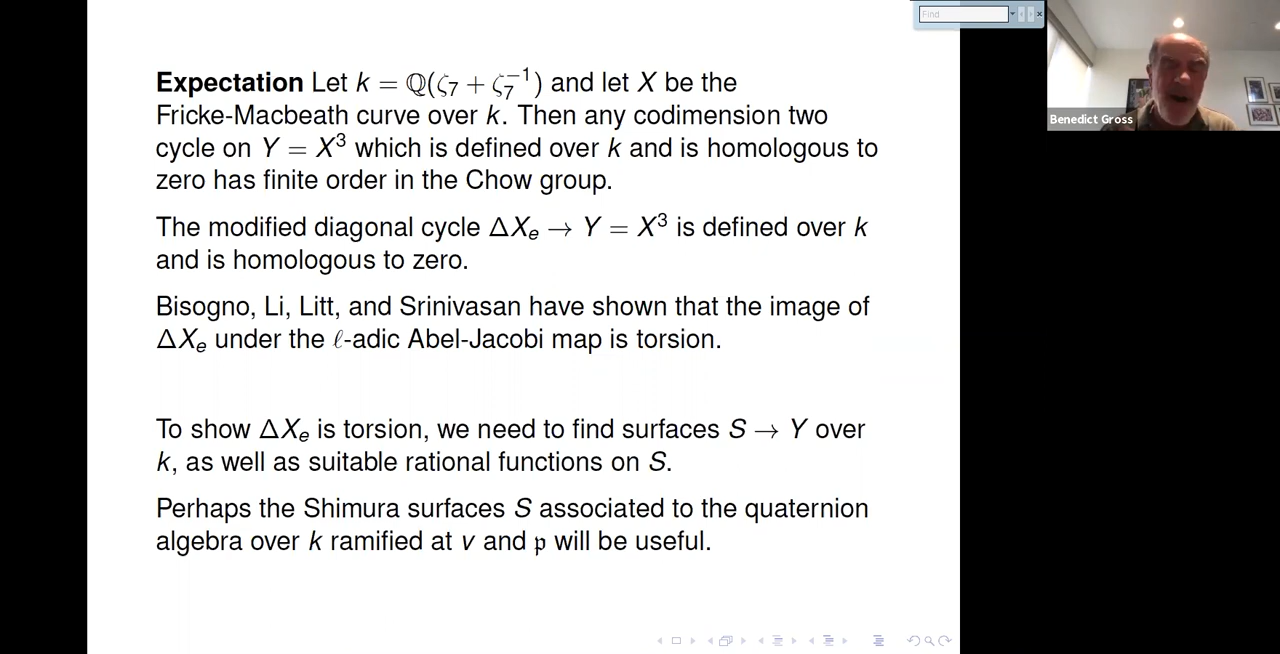 Find
Benedict Gross
Expectation Let k = ℚ(ζ₇ + ζ₇⁻¹) and let X be the
Fricke-Macbeath curve over k. Then any codimension two
cycle on Y = X³ which is defined over k and is homologous to
zero has finite order in the Chow group.
The modified diagonal cycle ΔXₑ → Y = X³ is defined over k
and is homologous to zero.
Bisogno, Li, Litt, and Srinivasan have shown that the image of
ΔXₑ under the ℓ-adic Abel-Jacobi map is torsion.
To show ΔXₑ is torsion, we need to find surfaces S → Y over
k, as well as suitable rational functions on S.
Perhaps the Shimura surfaces S associated to the quaternion
algebra over k ramified at v and 𝔭 will be useful.